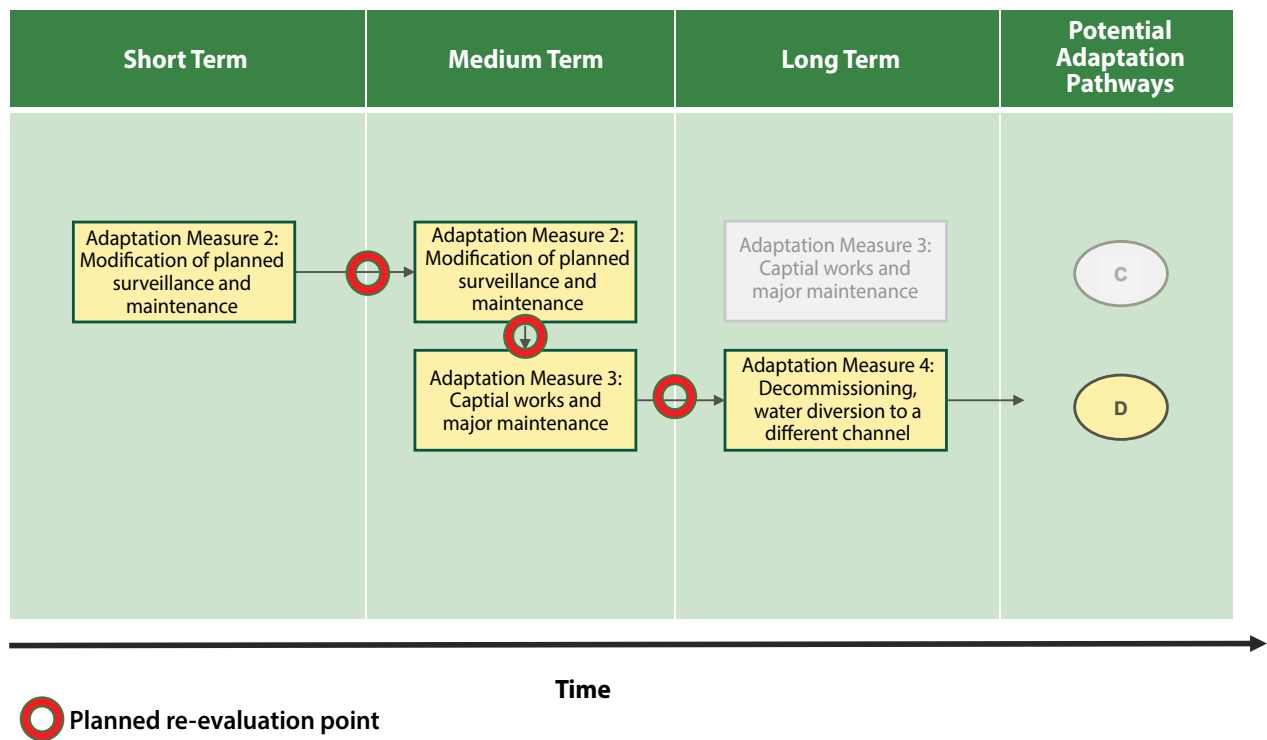 Short Term
Medium Term
Long Term
Potential
Adaptation
Pathways
Adaptation Measure 2:
Modification of planned
surveillance and
maintenance
Adaptation Measure 2:
Modification of planned
surveillance and
maintenance
Adaptation Measure 3:
Captial works and
major maintenance
C
Adaptation Measure 3:
Captial works and
major maintenance
Adaptation Measure 4:
Decommissioning,
water diversion to a
different channel
D
Time
Planned re-evaluation point